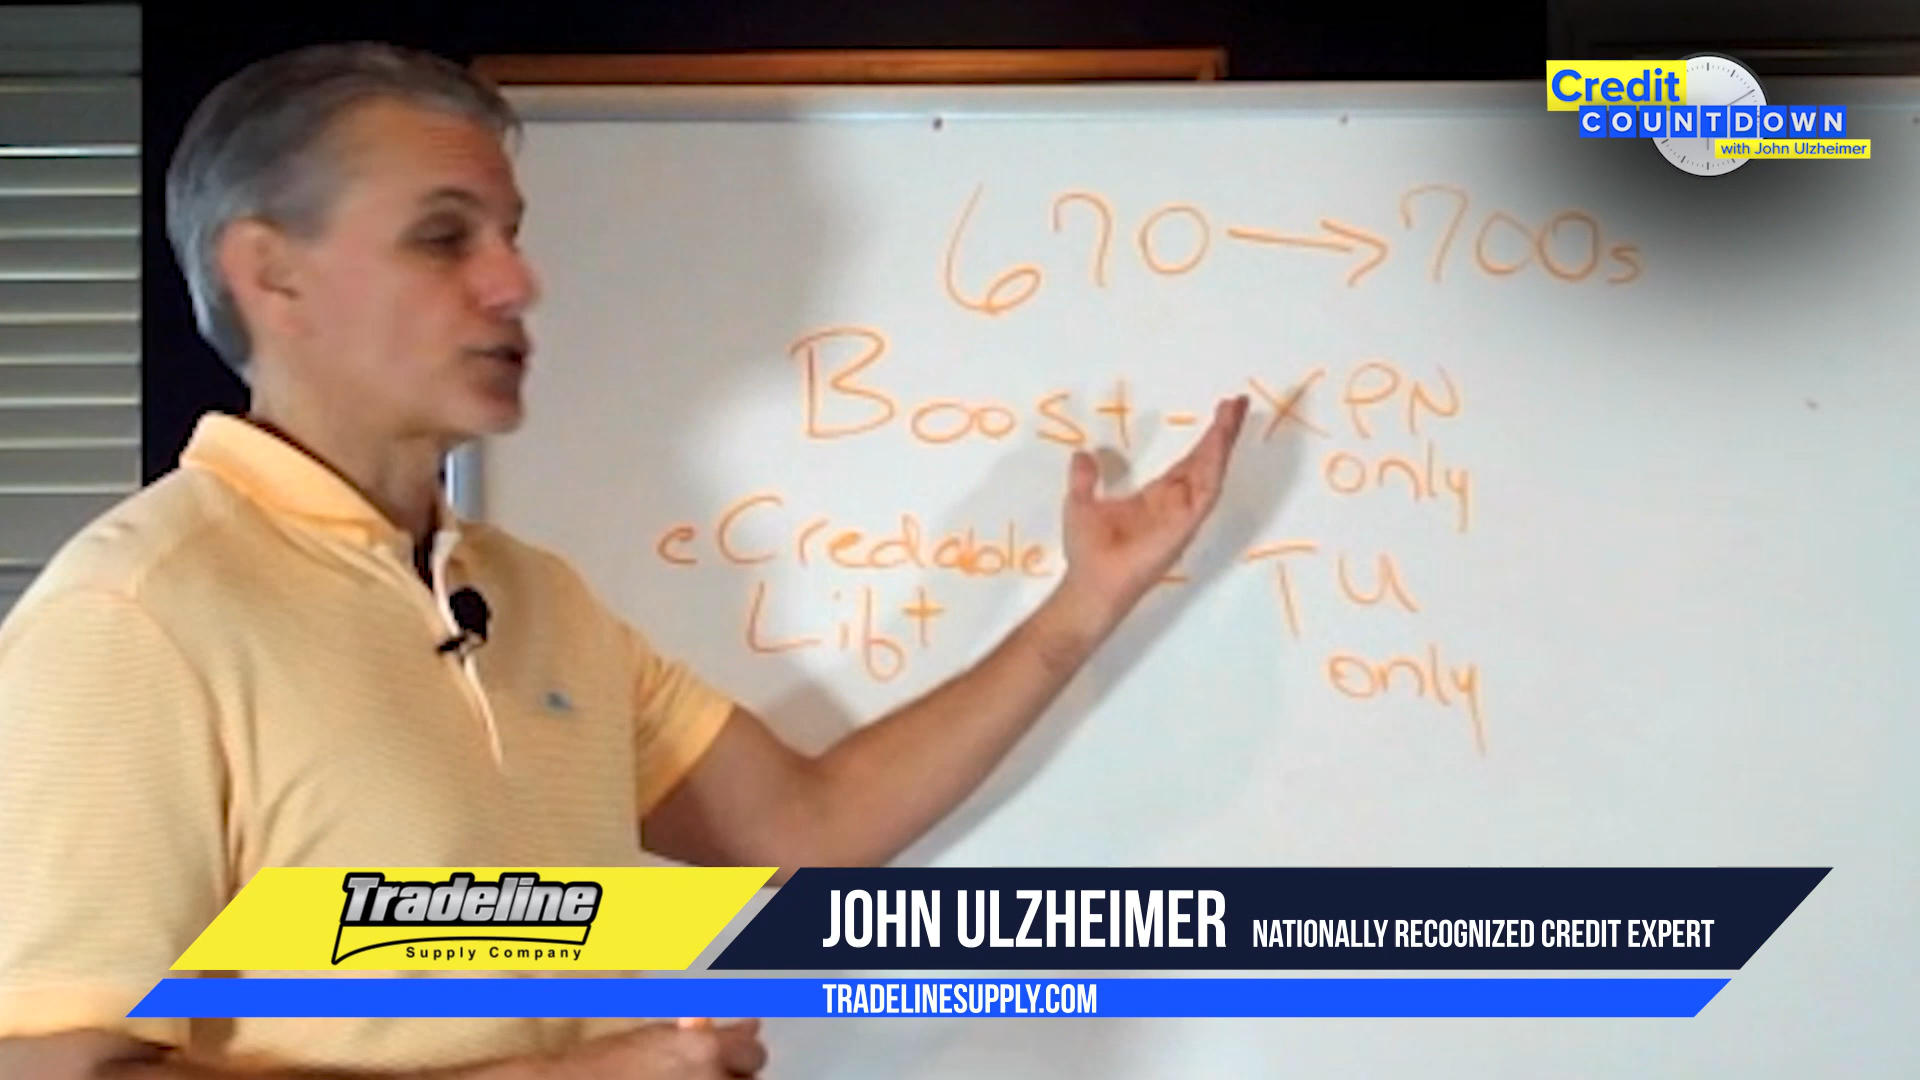 Credit
COUNTDOWN
with John Ulzheimer
670 → 700s
Boost - XPN
only
eCredable - TU
Lift
only
Tradeline
Supply Company
JOHN ULZHEIMER NATIONALLY RECOGNIZED CREDIT EXPERT
TRADELINESUPPLY.COM